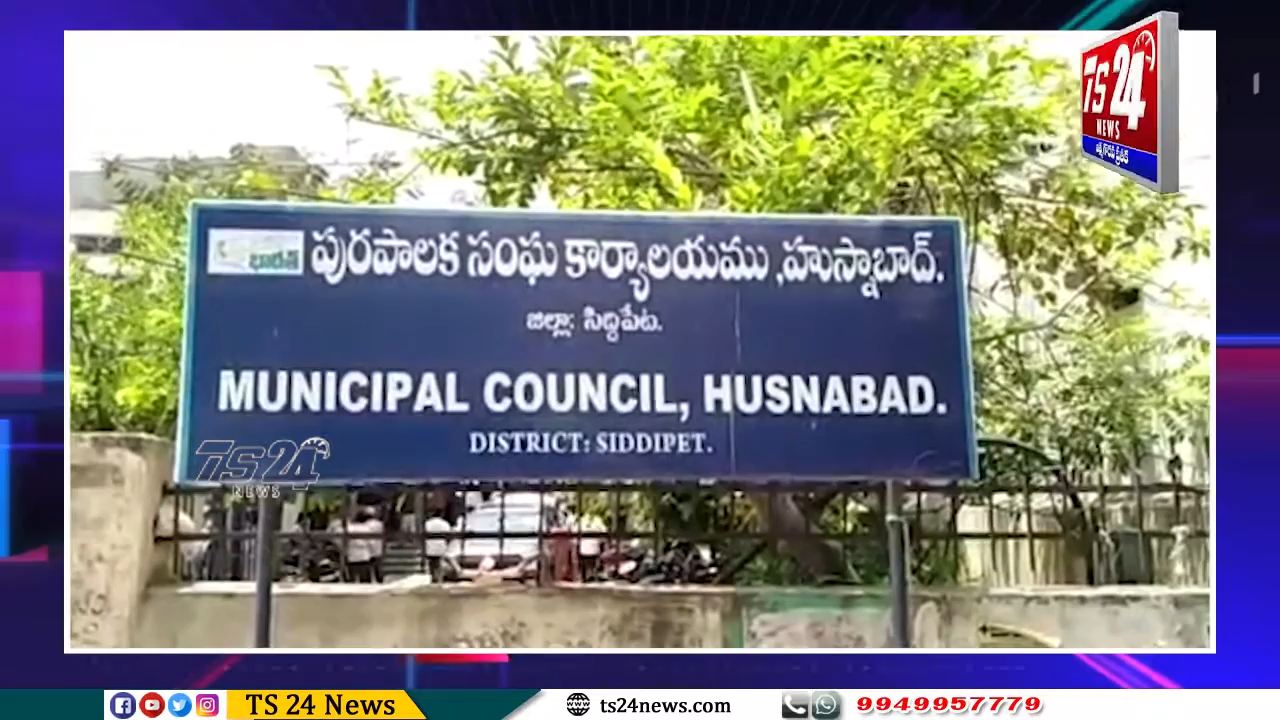 TS 24
NEWS
భారత్ పురపాలక సంఘ కార్యాలయము ,హుస్నాబాద్.
జిల్లా: సిద్దిపేట.
MUNICIPAL COUNCIL, HUSNABAD.
DISTRICT: SIDDIPET.
TS 24
NEWS
TS 24 News
ts24news.com
9949957779